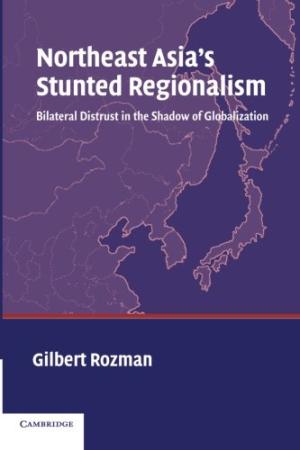 Northeast Asia's
Stunted Regionalism
Bilateral Distrust in the Shadow of Globalization
Gilbert Rozman
CAMBRIDGE